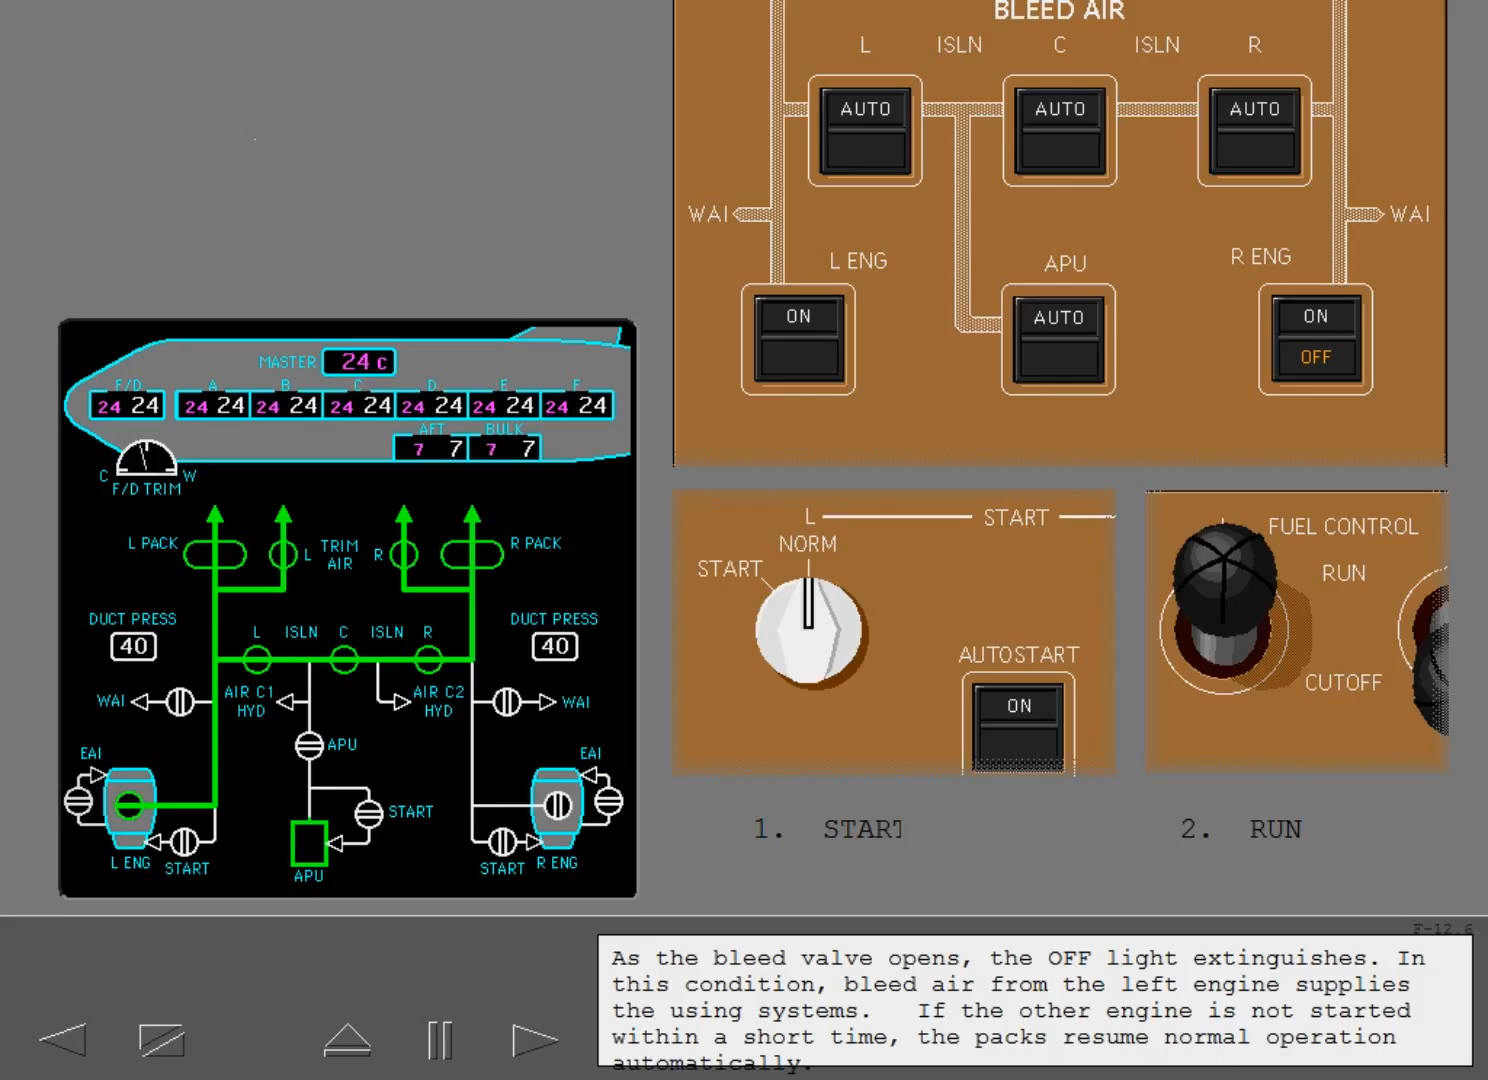 BLEED AIR
L ISLN C ISLN R
AUTO AUTO AUTO
WAI WAI
L ENG APU R ENG
ON AUTO ON
OFF
MASTER 24 c
F/D A B C D E F
24 24 24 24 24 24 24 24 24 24 24 24 24 24
AFT BULK
7 7 7 7
C W
F/D TRIM
L PACK L TRIM AIR R R PACK
DUCT PRESS DUCT PRESS
40 40
L ISLN C ISLN R
WAI AIR C1 HYD AIR C2 HYD WAI
APU
EAI EAI
START
L ENG START APU START R ENG
L START
NORM
START
AUTOSTART
ON
FUEL CONTROL
RUN
CUTOFF
1. START
2. RUN
F-12.6
As the bleed valve opens, the OFF light extinguishes. In
this condition, bleed air from the left engine supplies
the using systems. If the other engine is not started
within a short time, the packs resume normal operation
automatically.